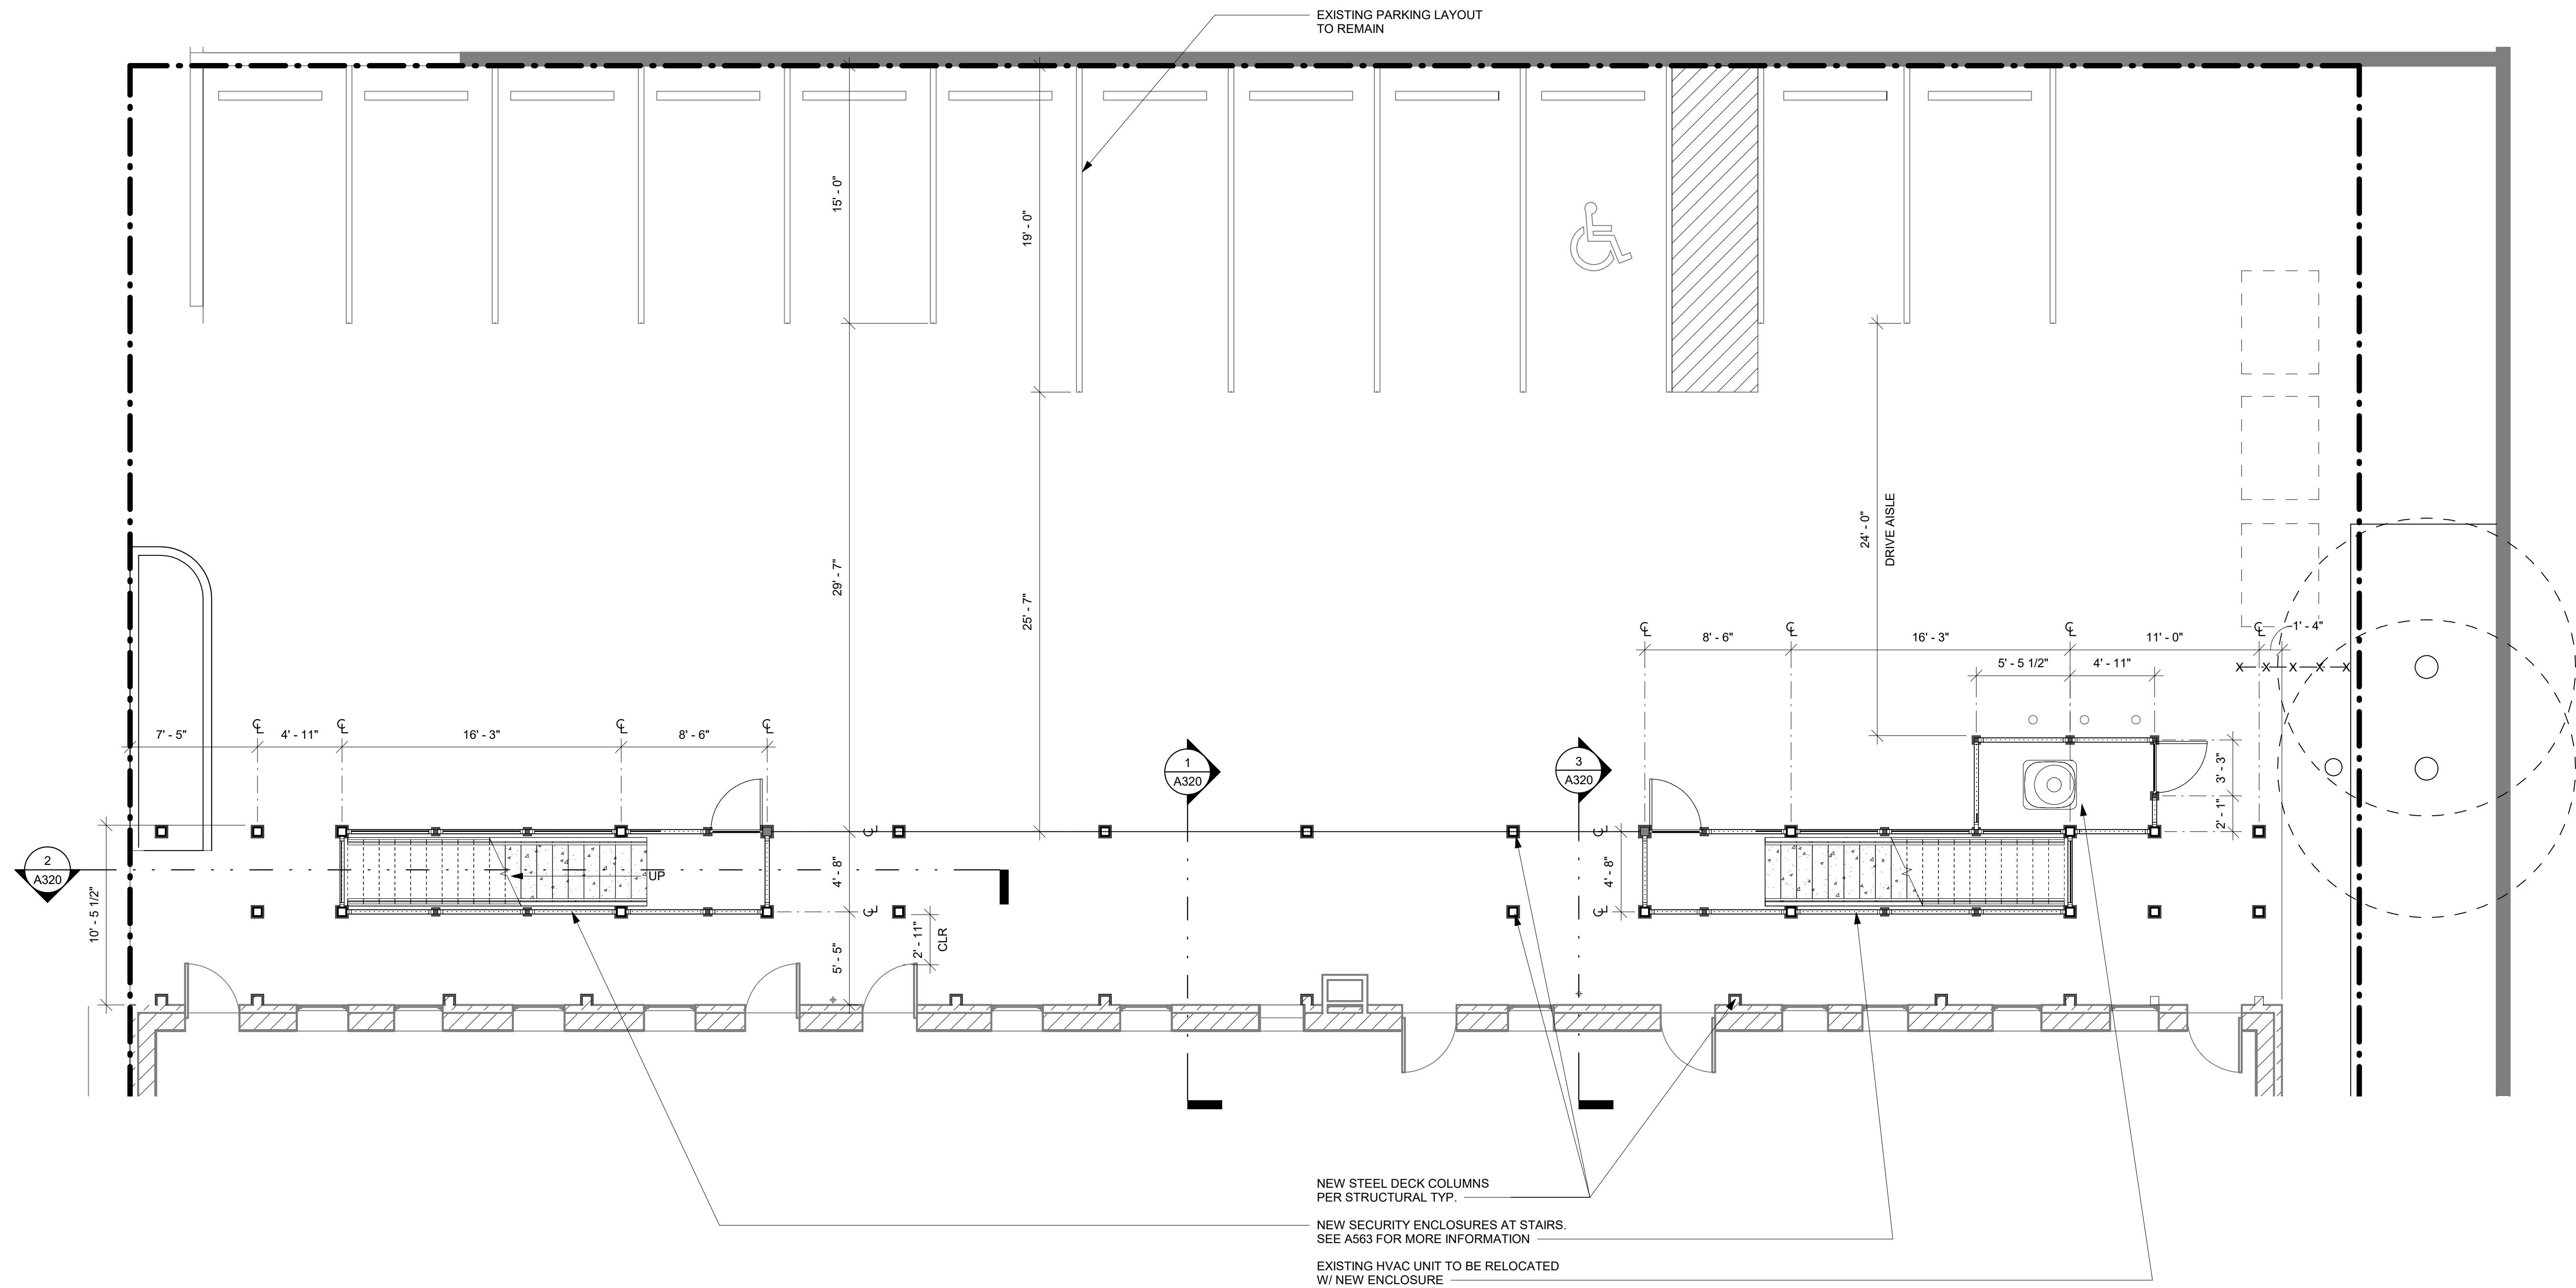 EXISTING PARKING LAYOUT
TO REMAIN
15' - 0"
19' - 0"
29' - 7"
25' - 7"
24' - 0"
DRIVE AISLE
8' - 6"
16' - 3"
11' - 0"
1' - 4"
5' - 5 1/2"
4' - 11"
X X X X X
7' - 5"
4' - 11"
16' - 3"
8' - 6"
1
A320
3
A320
3' - 3"
2' - 1"
2
A320
UP
4' - 8"
4' - 8"
10' - 5 1/2"
5' - 5"
2' - 11"
CLR
NEW STEEL DECK COLUMNS
PER STRUCTURAL TYP.
NEW SECURITY ENCLOSURES AT STAIRS.
SEE A563 FOR MORE INFORMATION
EXISTING HVAC UNIT TO BE RELOCATED
W/ NEW ENCLOSURE